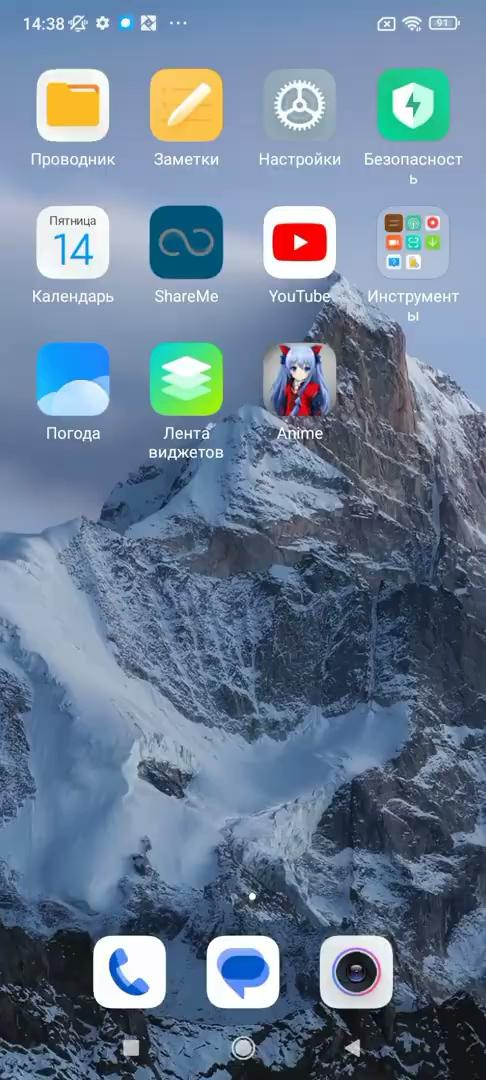 14:38
91
Проводник
Заметки
Настройки
Безопасност
ь
Пятница
14
Календарь
ShareMe
YouTube
Инструмент
ы
Погода
Лента
виджетов
Anime